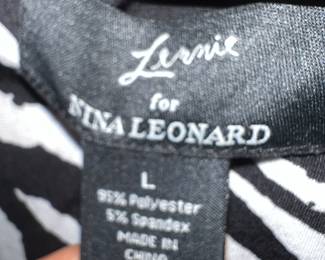 Lernie
for
NINA LEONARD
L
95% Polyester
5% Spandex
MADE IN
CHINA